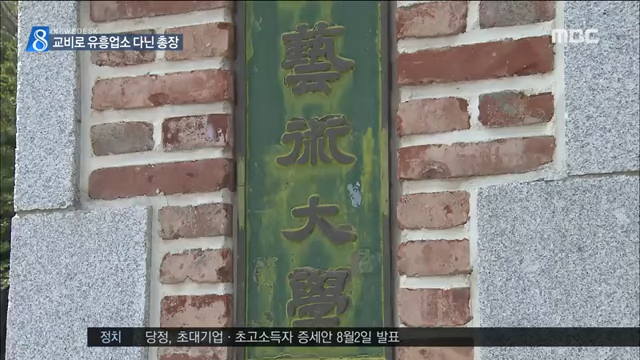 NEWSDESK
8 교비로 유흥업소 다닌 총장
MBC
藝術大學
정치 당정, 초대기업·초고소득자 증세안 8월2일 발표